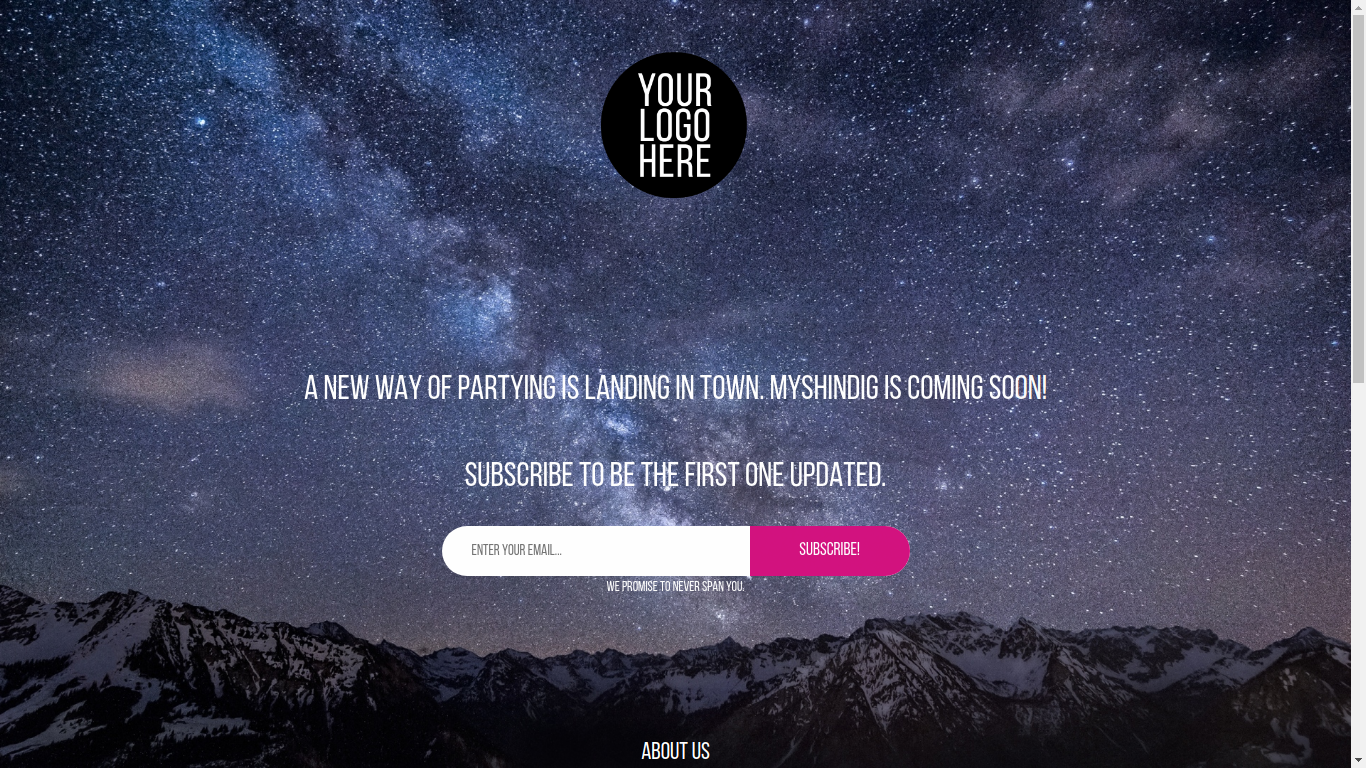 YOUR
LOGO
HERE
A NEW WAY OF PARTYING IS LANDING IN TOWN. MYSHINDIG IS COMING SOON!
SUBSCRIBE TO BE THE FIRST ONE UPDATED.
ENTER YOUR EMAIL...
SUBSCRIBE!
WE PROMISE TO NEVER SPAN YOU.
ABOUT US